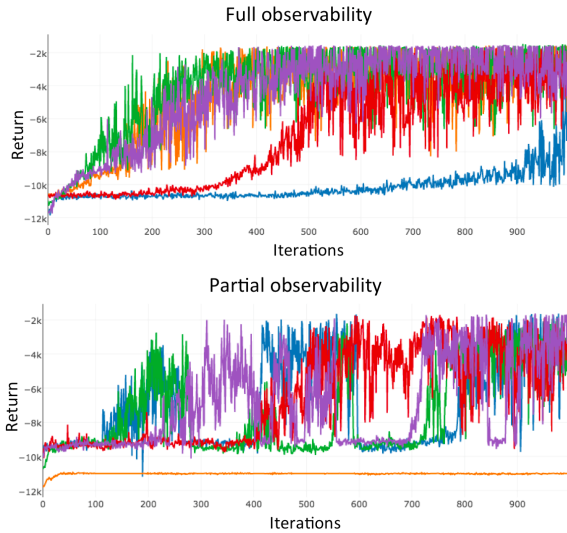 Full observability
−2k
−4k
−6k
−8k
−10k
−12k
Return
0 100 200 300 400 500 600 700 800 900
Iterations
Partial observability
−2k
−4k
−6k
−8k
−10k
−12k
Return
0 100 200 300 400 500 600 700 800 900
Iterations